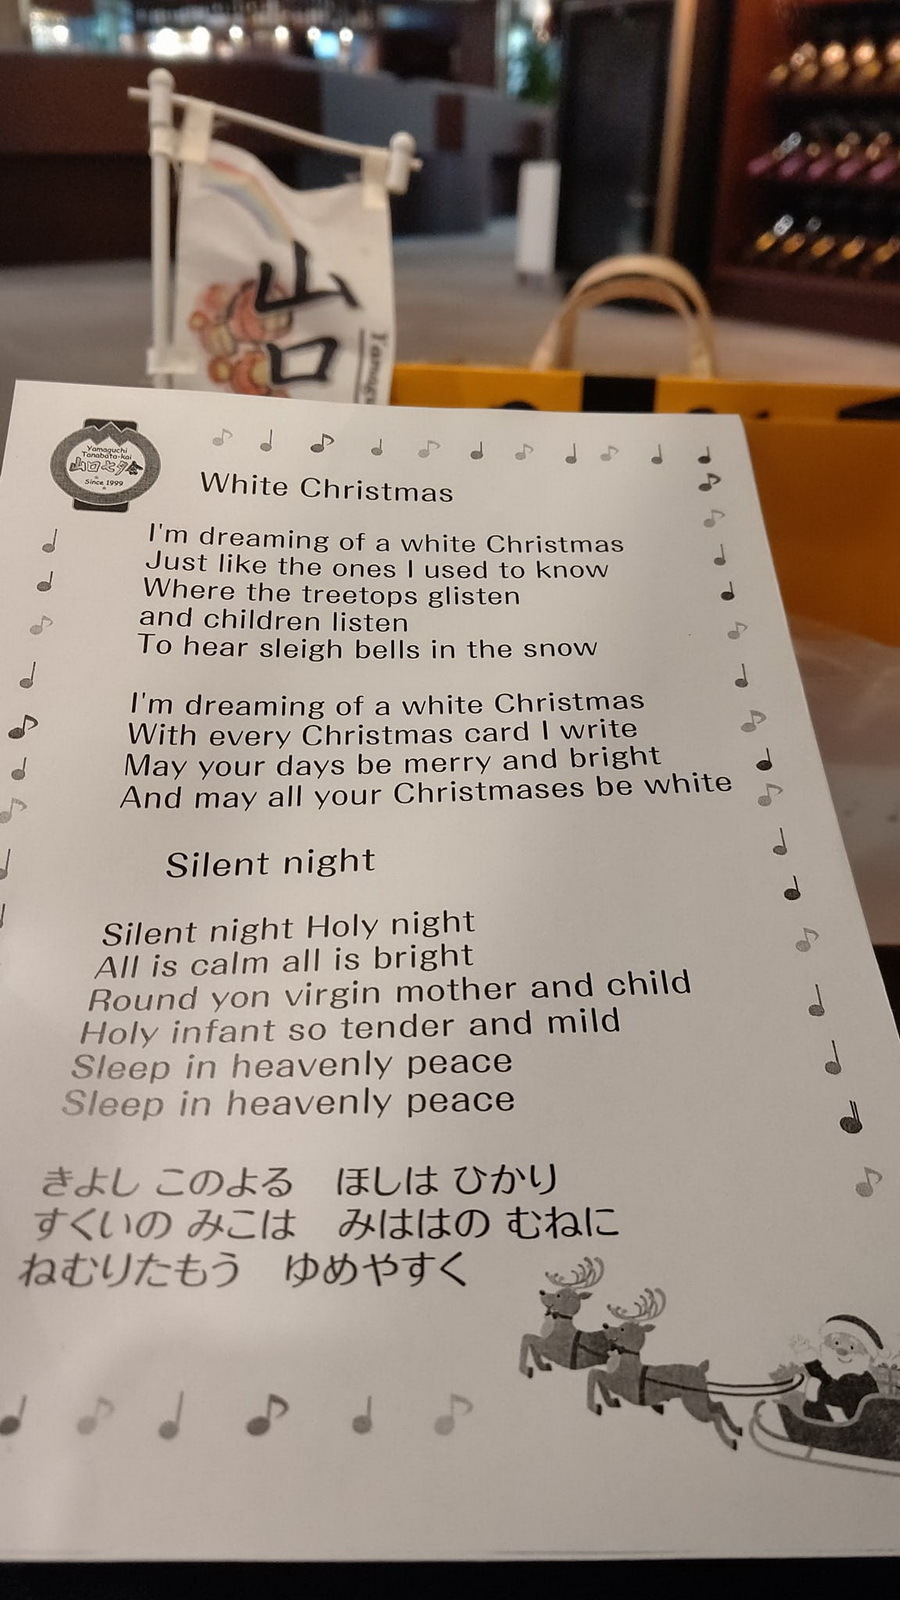 山口
Yamagu
Yamaguchi
Tanabata-kai
山口七夕会
Since 1999
White Christmas
I'm dreaming of a white Christmas
Just like the ones I used to know
Where the treetops glisten
and children listen
To hear sleigh bells in the snow
I'm dreaming of a white Christmas
With every Christmas card I write
May your days be merry and bright
And may all your Christmases be white
Silent night
Silent night Holy night
All is calm all is bright
Round yon virgin mother and child
Holy infant so tender and mild
Sleep in heavenly peace
Sleep in heavenly peace
きよし このよる　ほしは ひかり
すくいの みこは　みははの むねに
ねむりたもう　ゆめやすく